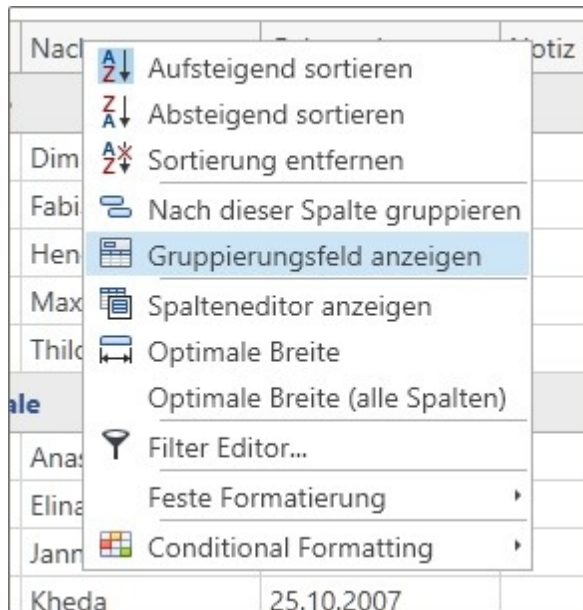 Nac
otiz
Aufsteigend sortieren
Absteigend sortieren
Dim
Sortierung entfernen
Fabi
Nach dieser Spalte gruppieren
Hen
Gruppierungsfeld anzeigen
Max
Spalteneditor anzeigen
Thilo
Optimale Breite
ale
Optimale Breite (alle Spalten)
Anas
Filter Editor...
Elina
Feste Formatierung
Jann
Conditional Formatting
Kheda 25.10.2007